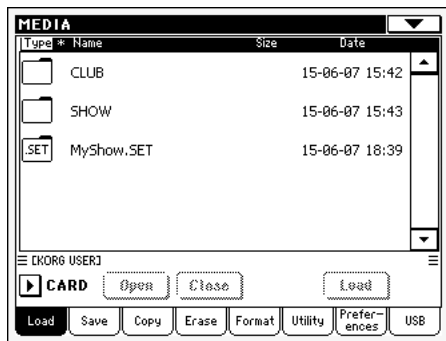 MEDIA
Type * Name Size Date
CLUB 15-06-07 15:42
SHOW 15-06-07 15:43
.SET MyShow.SET 15-06-07 18:39
[KORG USER]
CARD Open Close Load
Load Save Copy Erase Format Utility Prefer-ences USB